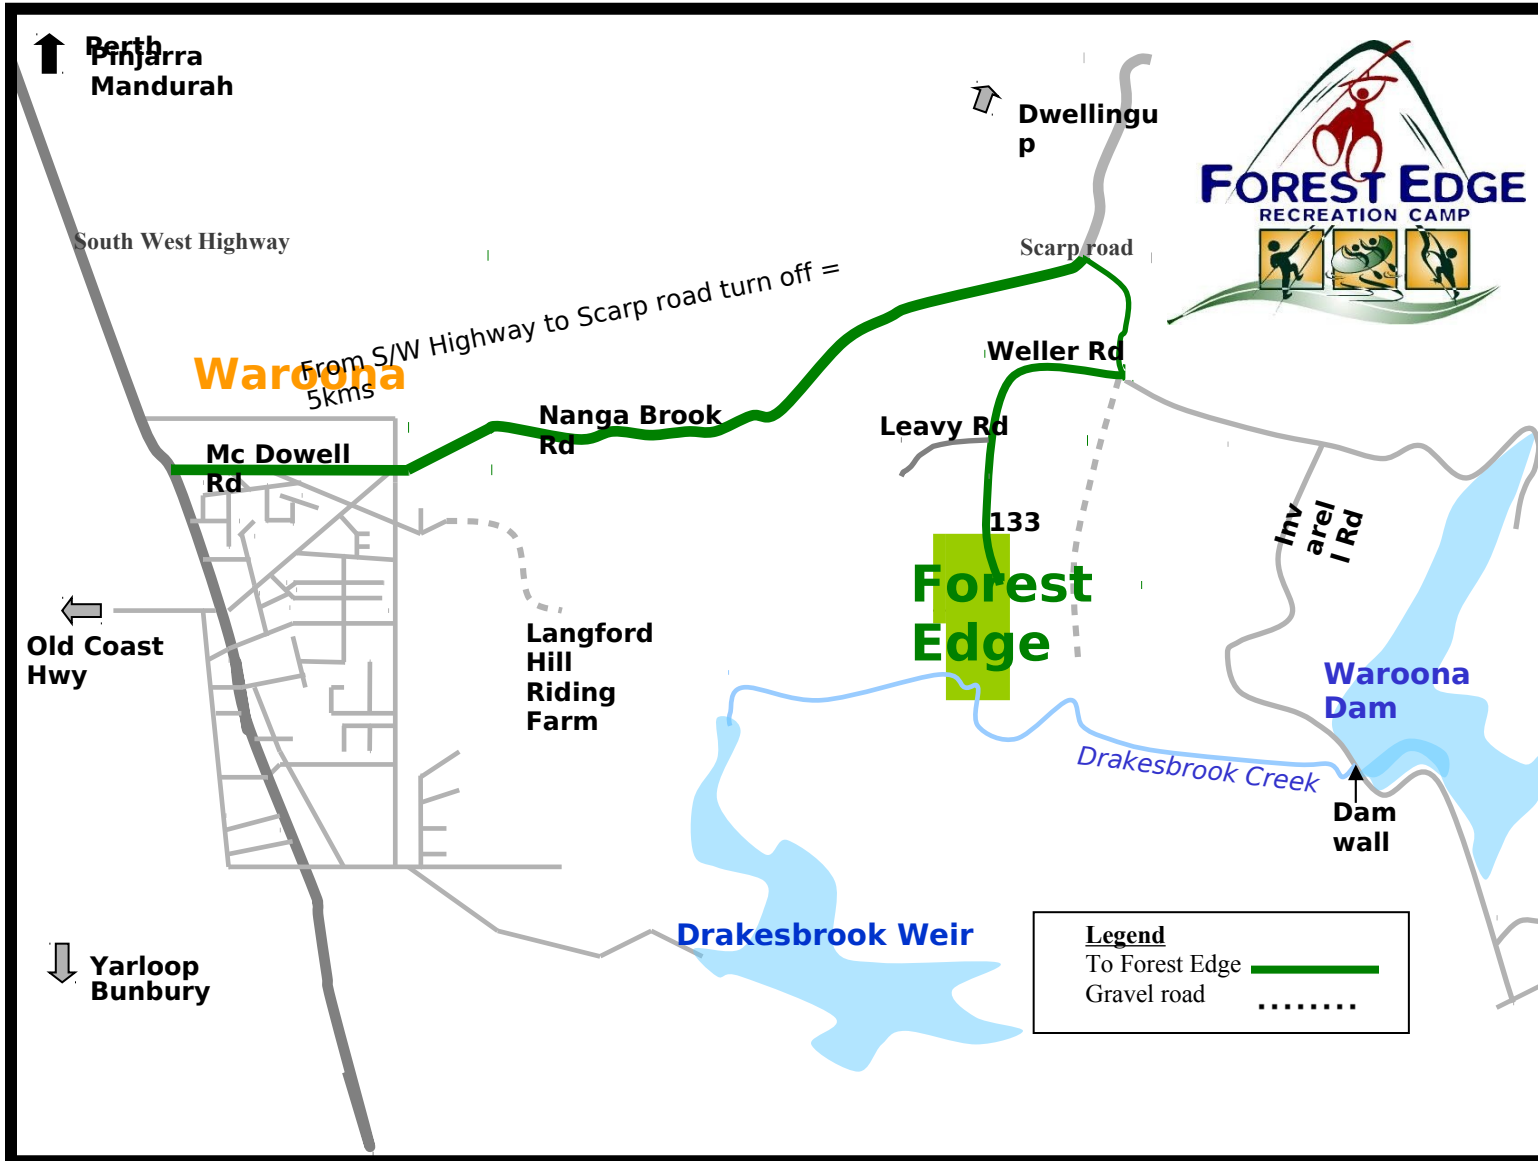 Perth
Pinjarra
Mandurah
Dwellingu
p
FOREST EDGE
RECREATION CAMP
South West Highway
Scarp road
From S/W Highway to Scarp road turn off =
5kms
Waroona
Weller Rd
Nanga Brook
Rd
Leavy Rd
Mc Dowell
Rd
133
Inv
arel
l Rd
Forest
Edge
Old Coast
Hwy
Langford
Hill
Riding
Farm
Waroona
Dam
Drakesbrook Creek
Dam
wall
Drakesbrook Weir
Yarloop
Bunbury
Legend
To Forest Edge
Gravel road